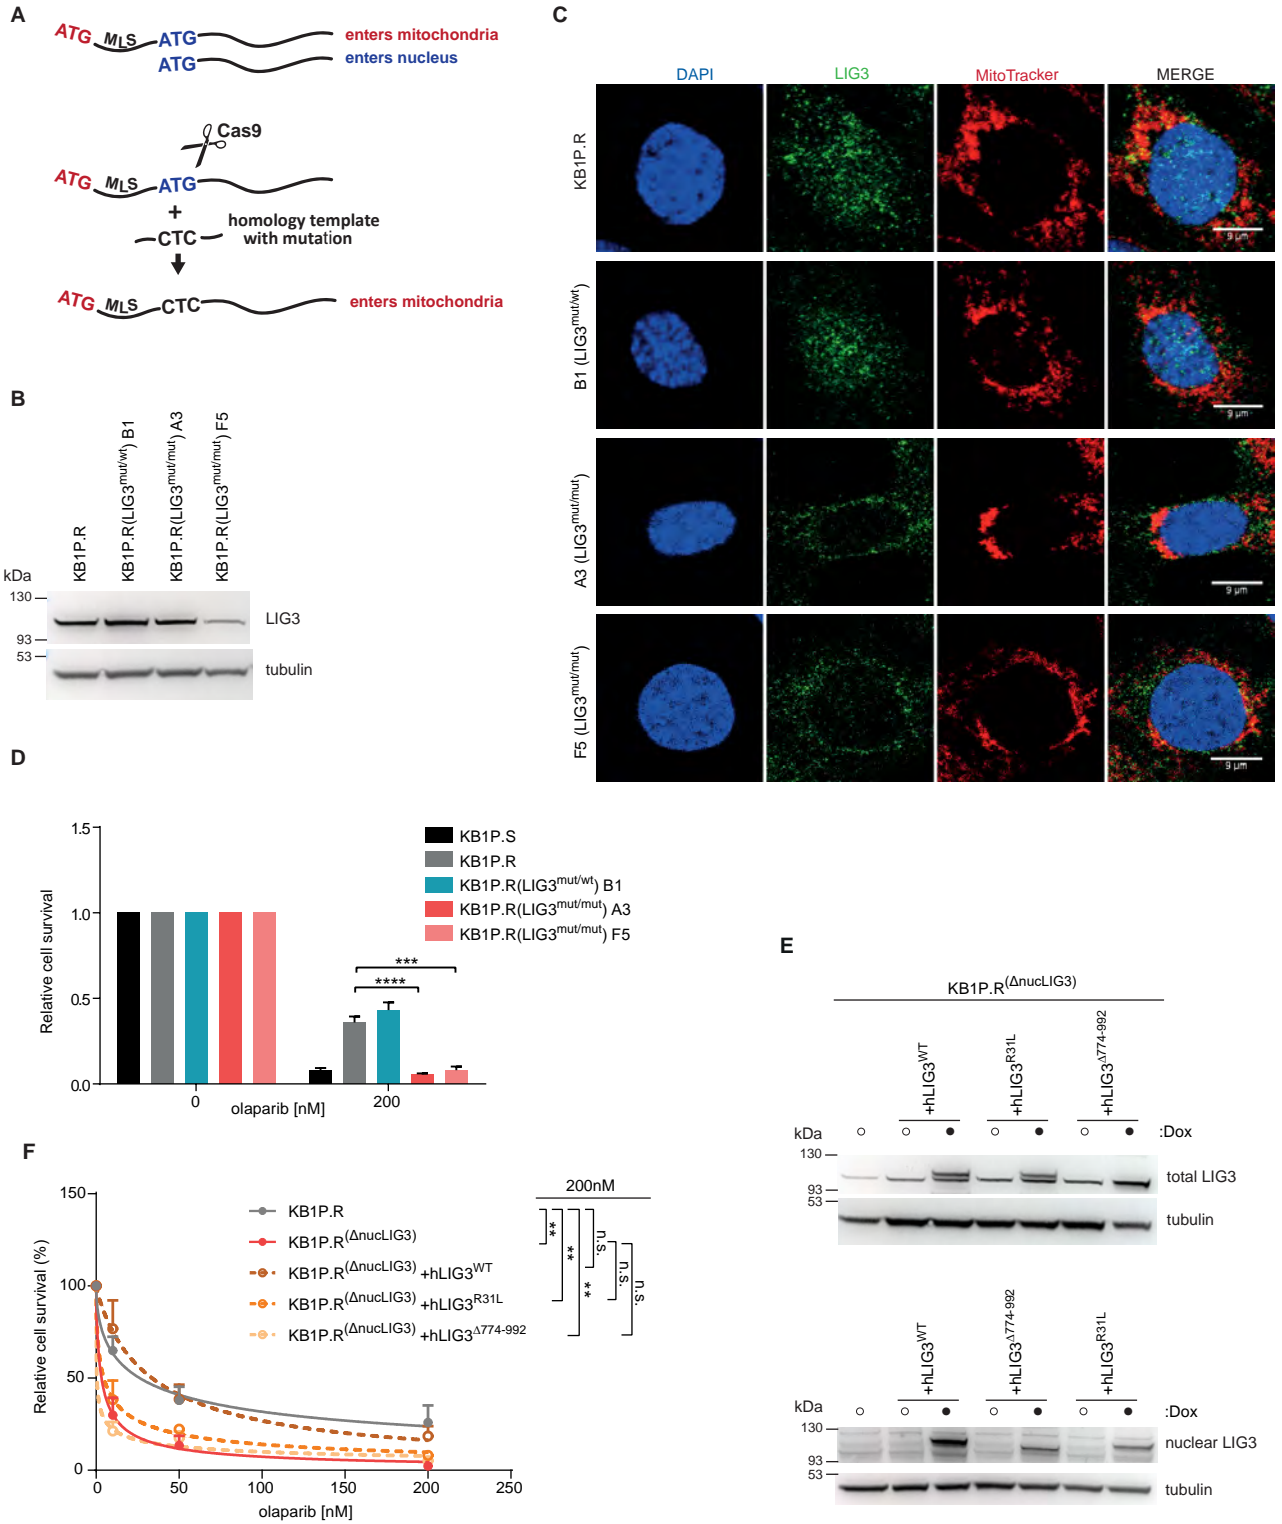 A
ATG MLS ATG enters mitochondria
ATG enters nucleus
Cas9
ATG MLS ATG
+
CTC homology template
with mutation
ATG MLS CTC enters mitochondria
B
KB1P.R
KB1P.R(LIG3mut/wt) B1
KB1P.R(LIG3mut/mut) A3
KB1P.R(LIG3mut/mut) F5
kDa
130
93
LIG3
53
tubulin
C
DAPI LIG3 MitoTracker MERGE
KB1P.R
9 µm
B1 (LIG3mut/wt)
9 µm
A3 (LIG3mut/mut)
9 µm
F5 (LIG3mut/mut)
9 µm
D
Relative cell survival
1.5
1.0
0.5
0.0
KB1P.S
KB1P.R
KB1P.R(LIG3mut/wt) B1
KB1P.R(LIG3mut/mut) A3
KB1P.R(LIG3mut/mut) F5
***
****
0 200
olaparib [nM]
E
KB1P.R(ΔnucLIG3)
+hLIG3WT
+hLIG3R31L
+hLIG3Δ774-992
kDa
:Dox
130
93
total LIG3
53
tubulin
+hLIG3WT
+hLIG3Δ774-992
+hLIG3R31L
kDa
:Dox
130
93
nuclear LIG3
53
tubulin
F
Relative cell survival (%)
150
100
50
0
KB1P.R
KB1P.R(ΔnucLIG3)
KB1P.R(ΔnucLIG3) +hLIG3WT
KB1P.R(ΔnucLIG3) +hLIG3R31L
KB1P.R(ΔnucLIG3) +hLIG3Δ774-992
200nM
**
**
**
n.s.
n.s.
n.s.
0 50 100 150 200 250
olaparib [nM]